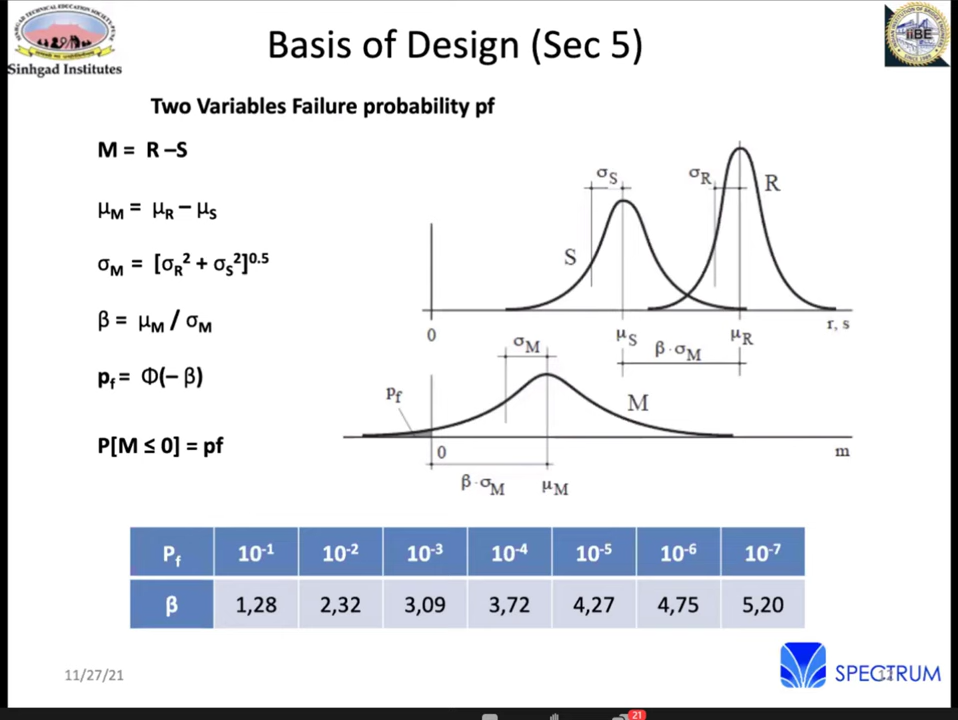 Basis of Design (Sec 5)
Sinhgad Institutes
IIBE
Two Variables Failure probability pf
M = R –S
μM = μR – μS
σM = [σR² + σS²]⁰·⁵
β = μM / σM
pf = Φ(– β)
P[M ≤ 0] = pf
σS
σR
R
S
0
μS
μR
r, s
β · σM
σM
Pf
M
0
m
β · σM
μM
Pf 10⁻¹ 10⁻² 10⁻³ 10⁻⁴ 10⁻⁵ 10⁻⁶ 10⁻⁷
β 1,28 2,32 3,09 3,72 4,27 4,75 5,20
11/27/21
SPECTRUM
12
21